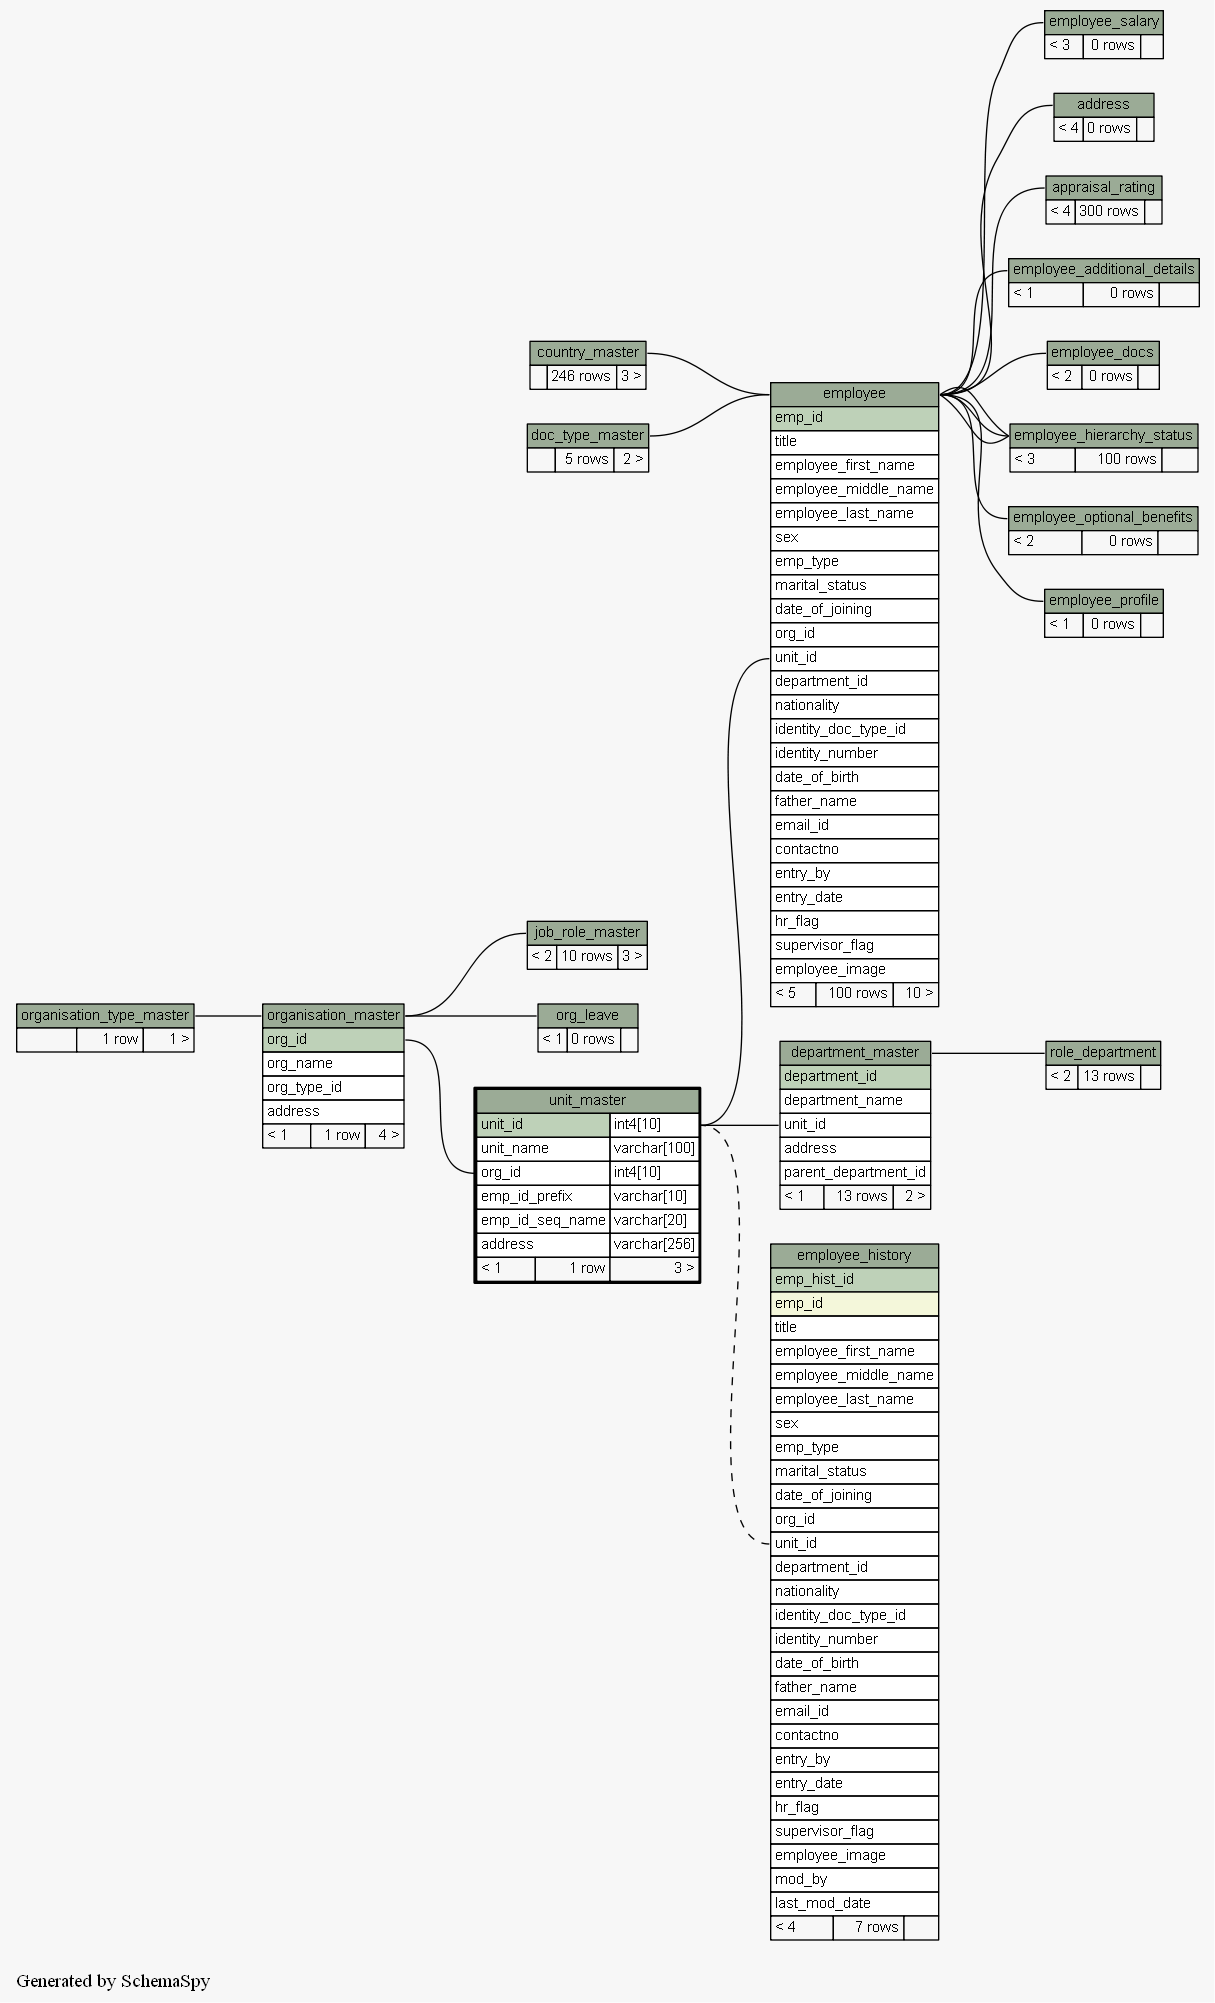 employee_salary
< 3 0 rows
address
< 4 0 rows
appraisal_rating
< 4 300 rows
employee_additional_details
< 1 0 rows
employee_docs
< 2 0 rows
employee_hierarchy_status
< 3 100 rows
employee_optional_benefits
< 2 0 rows
employee_profile
< 1 0 rows
country_master
246 rows 3 >
doc_type_master
5 rows 2 >
employee
emp_id
title
employee_first_name
employee_middle_name
employee_last_name
sex
emp_type
marital_status
date_of_joining
org_id
unit_id
department_id
nationality
identity_doc_type_id
identity_number
date_of_birth
father_name
email_id
contactno
entry_by
entry_date
hr_flag
supervisor_flag
employee_image
< 5 100 rows 10 >
job_role_master
< 2 10 rows 3 >
organisation_type_master
1 row 1 >
organisation_master
org_id
org_name
org_type_id
address
< 1 1 row 4 >
org_leave
< 1 0 rows
unit_master
unit_id int4[10]
unit_name varchar[100]
org_id int4[10]
emp_id_prefix varchar[10]
emp_id_seq_name varchar[20]
address varchar[256]
< 1 1 row 3 >
department_master
department_id
department_name
unit_id
address
parent_department_id
< 1 13 rows 2 >
role_department
< 2 13 rows
employee_history
emp_hist_id
emp_id
title
employee_first_name
employee_middle_name
employee_last_name
sex
emp_type
marital_status
date_of_joining
org_id
unit_id
department_id
nationality
identity_doc_type_id
identity_number
date_of_birth
father_name
email_id
contactno
entry_by
entry_date
hr_flag
supervisor_flag
employee_image
mod_by
last_mod_date
< 4 7 rows
Generated by SchemaSpy